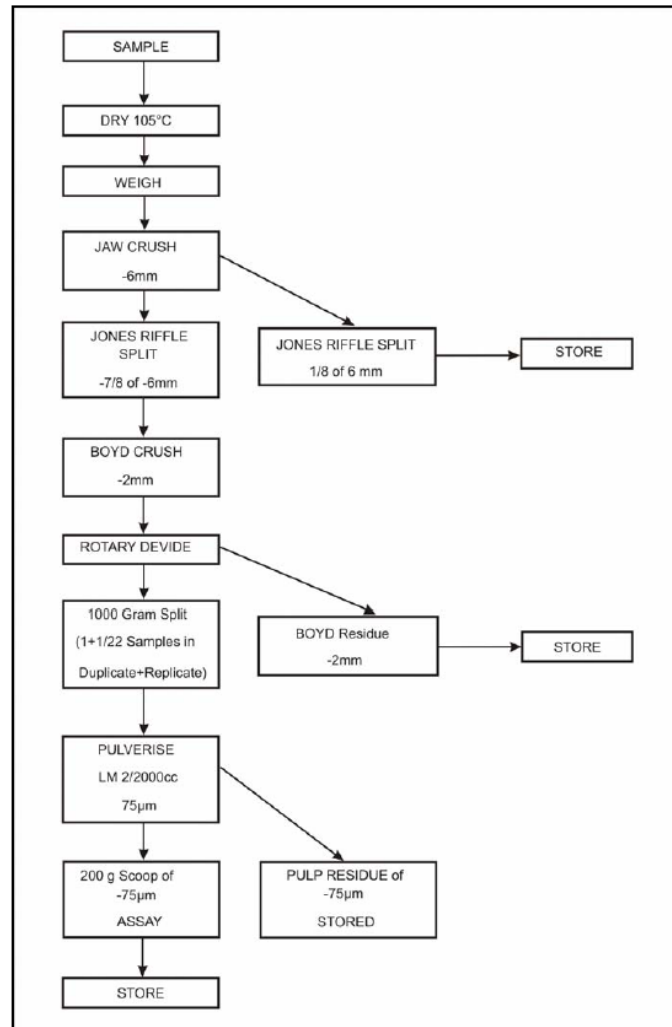 SAMPLE
DRY 105°C
WEIGH
JAW CRUSH
-6mm
JONES RIFFLE
SPLIT
-7/8 of -6mm
JONES RIFFLE SPLIT
1/8 of 6 mm
STORE
BOYD CRUSH
-2mm
ROTARY DEVIDE
1000 Gram Split
(1+1/22 Samples in
Duplicate+Replicate)
BOYD Residue
-2mm
STORE
PULVERISE
LM 2/2000cc
75µm
200 g Scoop of
-75µm
ASSAY
PULP RESIDUE of
-75µm
STORED
STORE